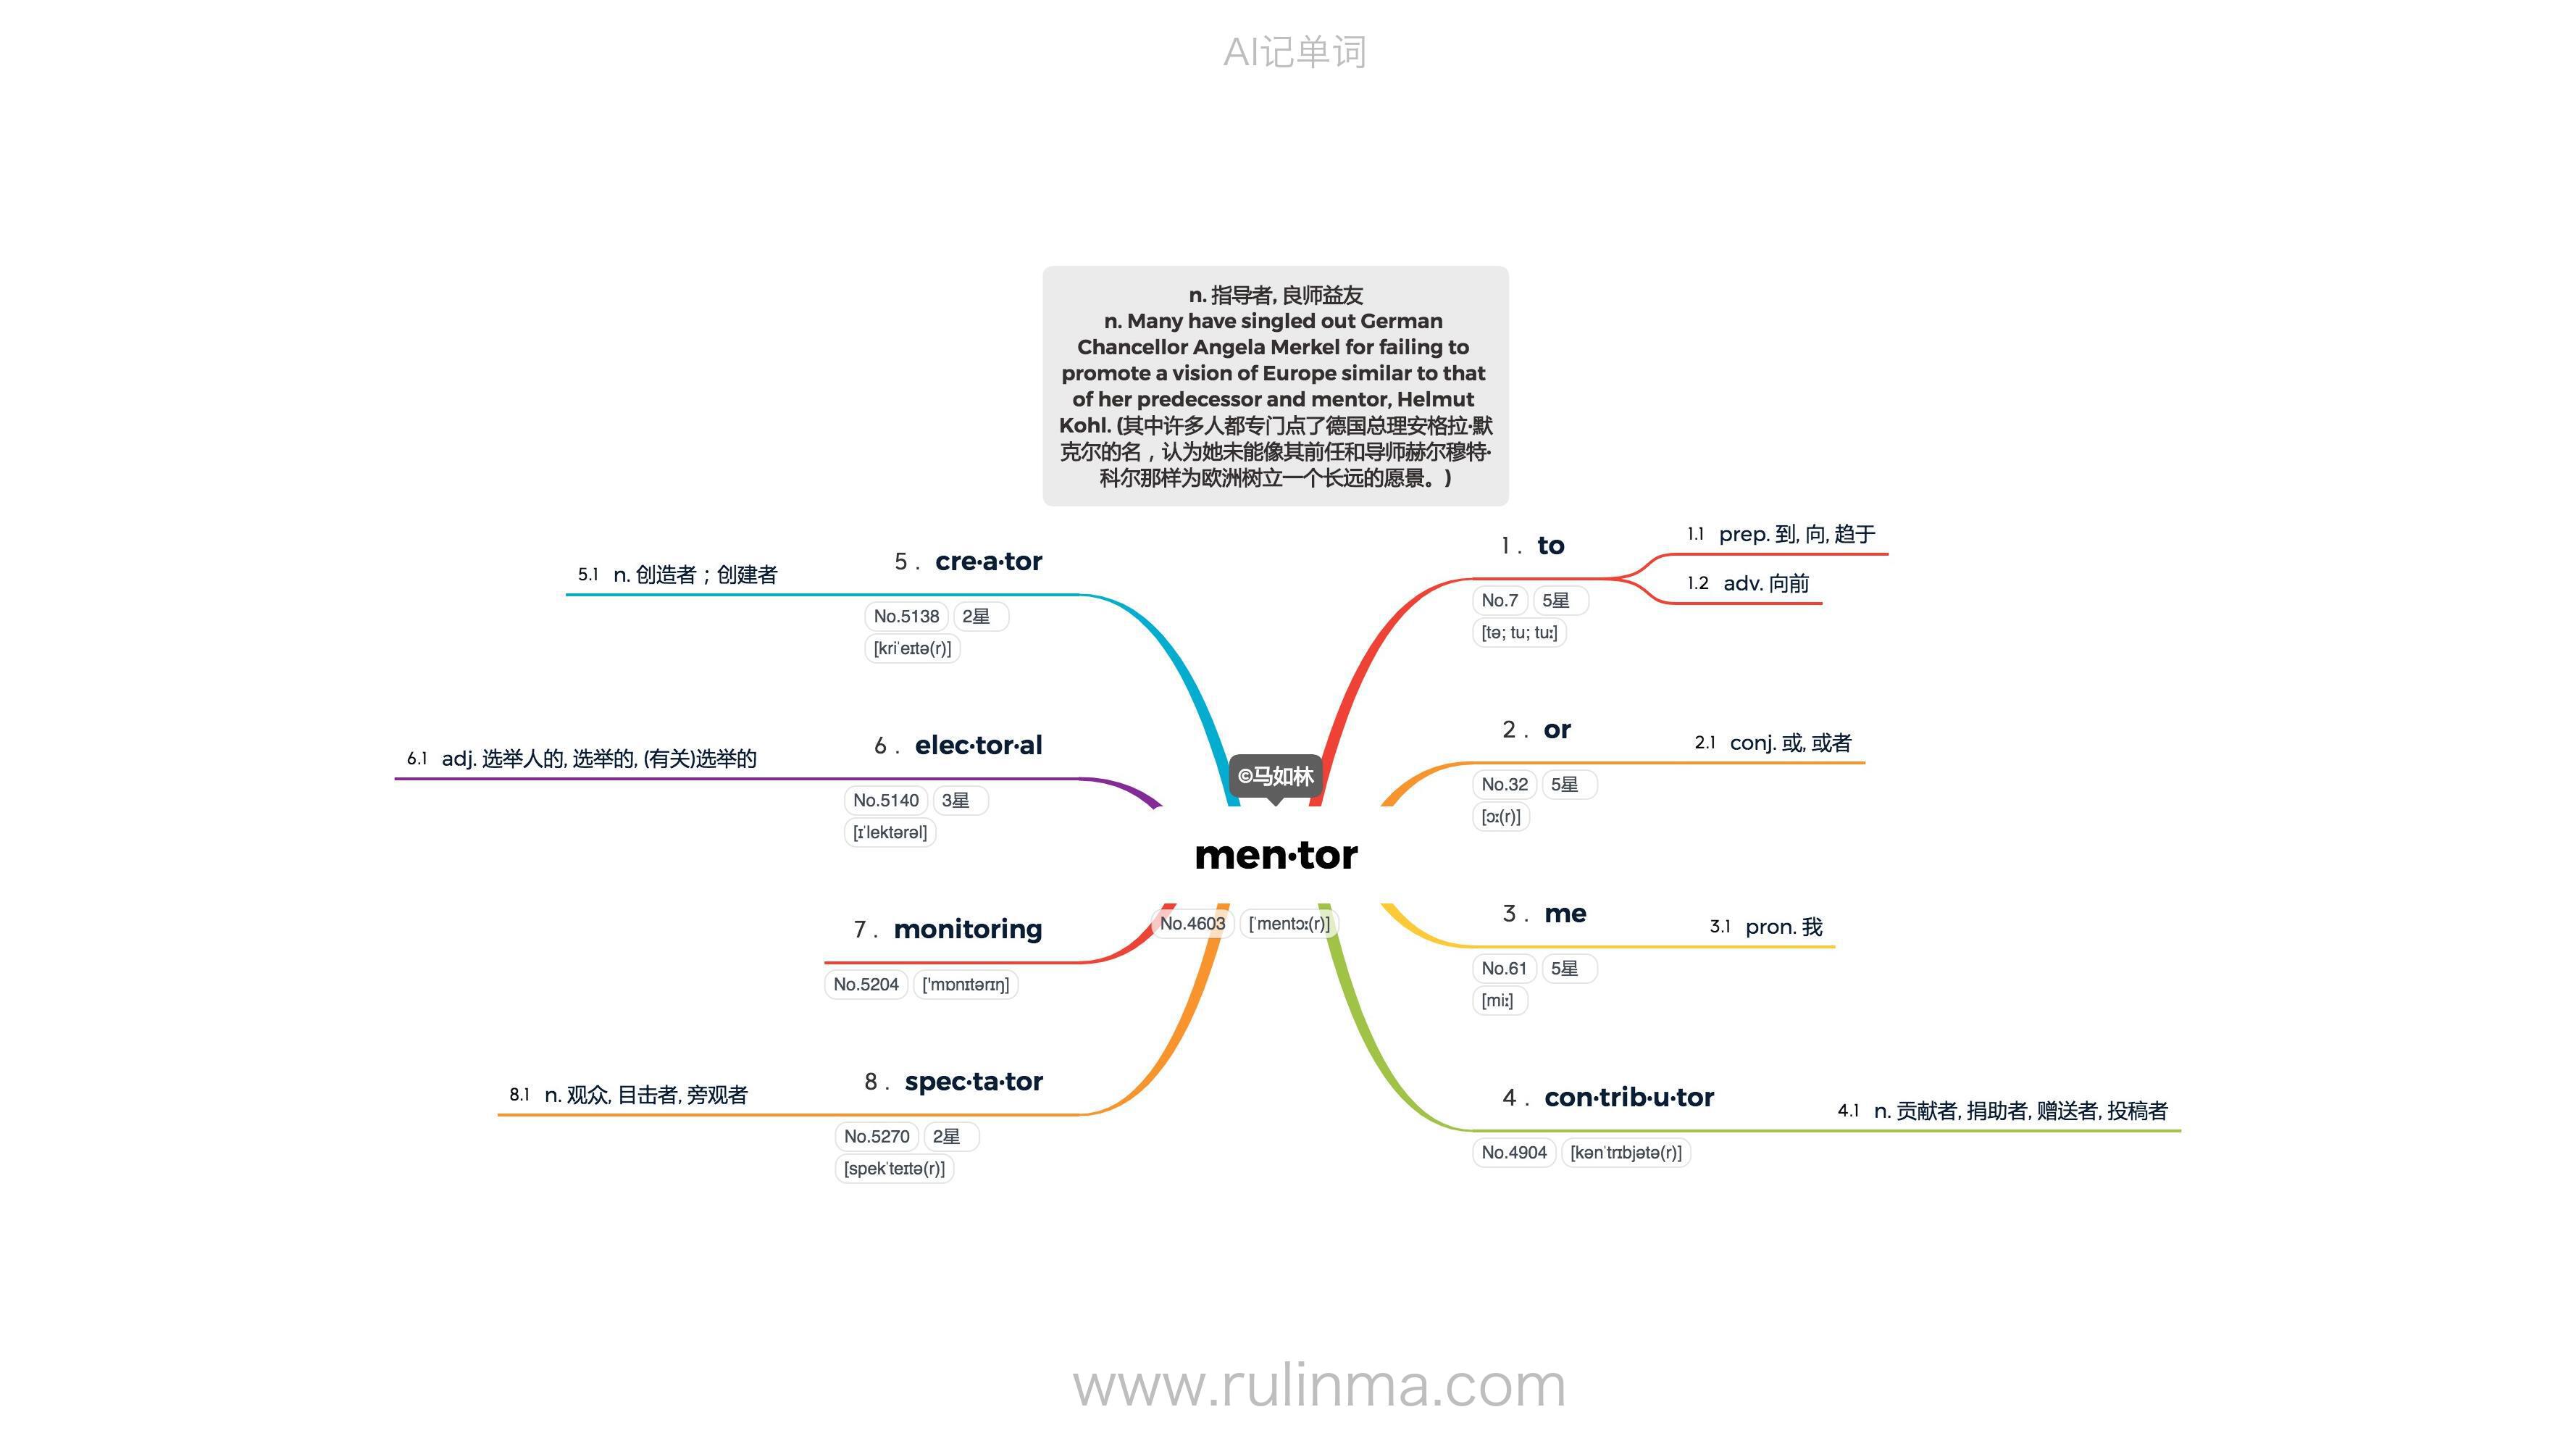 AI记单词
n. 指导者, 良师益友
n. Many have singled out German
Chancellor Angela Merkel for failing to
promote a vision of Europe similar to that
of her predecessor and mentor, Helmut
Kohl. (其中许多人都专门点了德国总理安格拉·默
克尔的名，认为她未能像其前任和导师赫尔穆特·
科尔那样为欧洲树立一个长远的愿景。)
©马如林
men·tor
No.4603 [ˈmentɔː(r)]
1 . to
No.7 5星
[tə; tu; tuː]
1.1 prep. 到, 向, 趋于
1.2 adv. 向前
2 . or
No.32 5星
[ɔː(r)]
2.1 conj. 或, 或者
3 . me
No.61 5星
[miː]
3.1 pron. 我
4 . con·trib·u·tor
No.4904 [kənˈtrɪbjətə(r)]
4.1 n. 贡献者, 捐助者, 赠送者, 投稿者
5 . cre·a·tor
No.5138 2星
[kriˈeɪtə(r)]
5.1 n. 创造者；创建者
6 . elec·tor·al
No.5140 3星
[ɪˈlektərəl]
6.1 adj. 选举人的, 选举的, (有关)选举的
7 . monitoring
No.5204 ['mɒnɪtərɪŋ]
8 . spec·ta·tor
No.5270 2星
[spekˈteɪtə(r)]
8.1 n. 观众, 目击者, 旁观者
www.rulinma.com